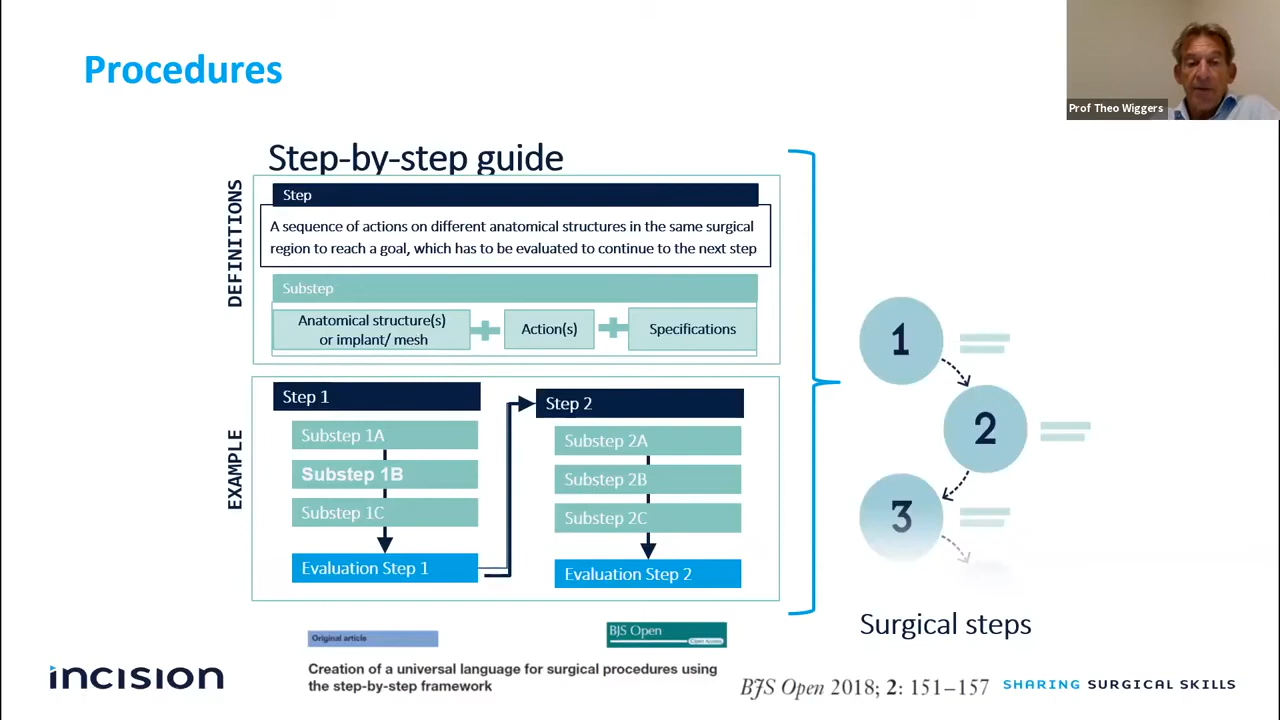 Procedures
Prof Theo Wiggers
Step-by-step guide
DEFINITIONS
Step
A sequence of actions on different anatomical structures in the same surgical
region to reach a goal, which has to be evaluated to continue to the next step
Substep
Anatomical structure(s)
or implant/ mesh
Action(s)
Specifications
EXAMPLE
Step 1
Substep 1A
Substep 1B
Substep 1C
Evaluation Step 1
Step 2
Substep 2A
Substep 2B
Substep 2C
Evaluation Step 2
1
2
3
Surgical steps
Original article
BJS Open
Open Access
Creation of a universal language for surgical procedures using
the step-by-step framework
BJS Open 2018; 2: 151–157
incision
SHARING SURGICAL SKILLS